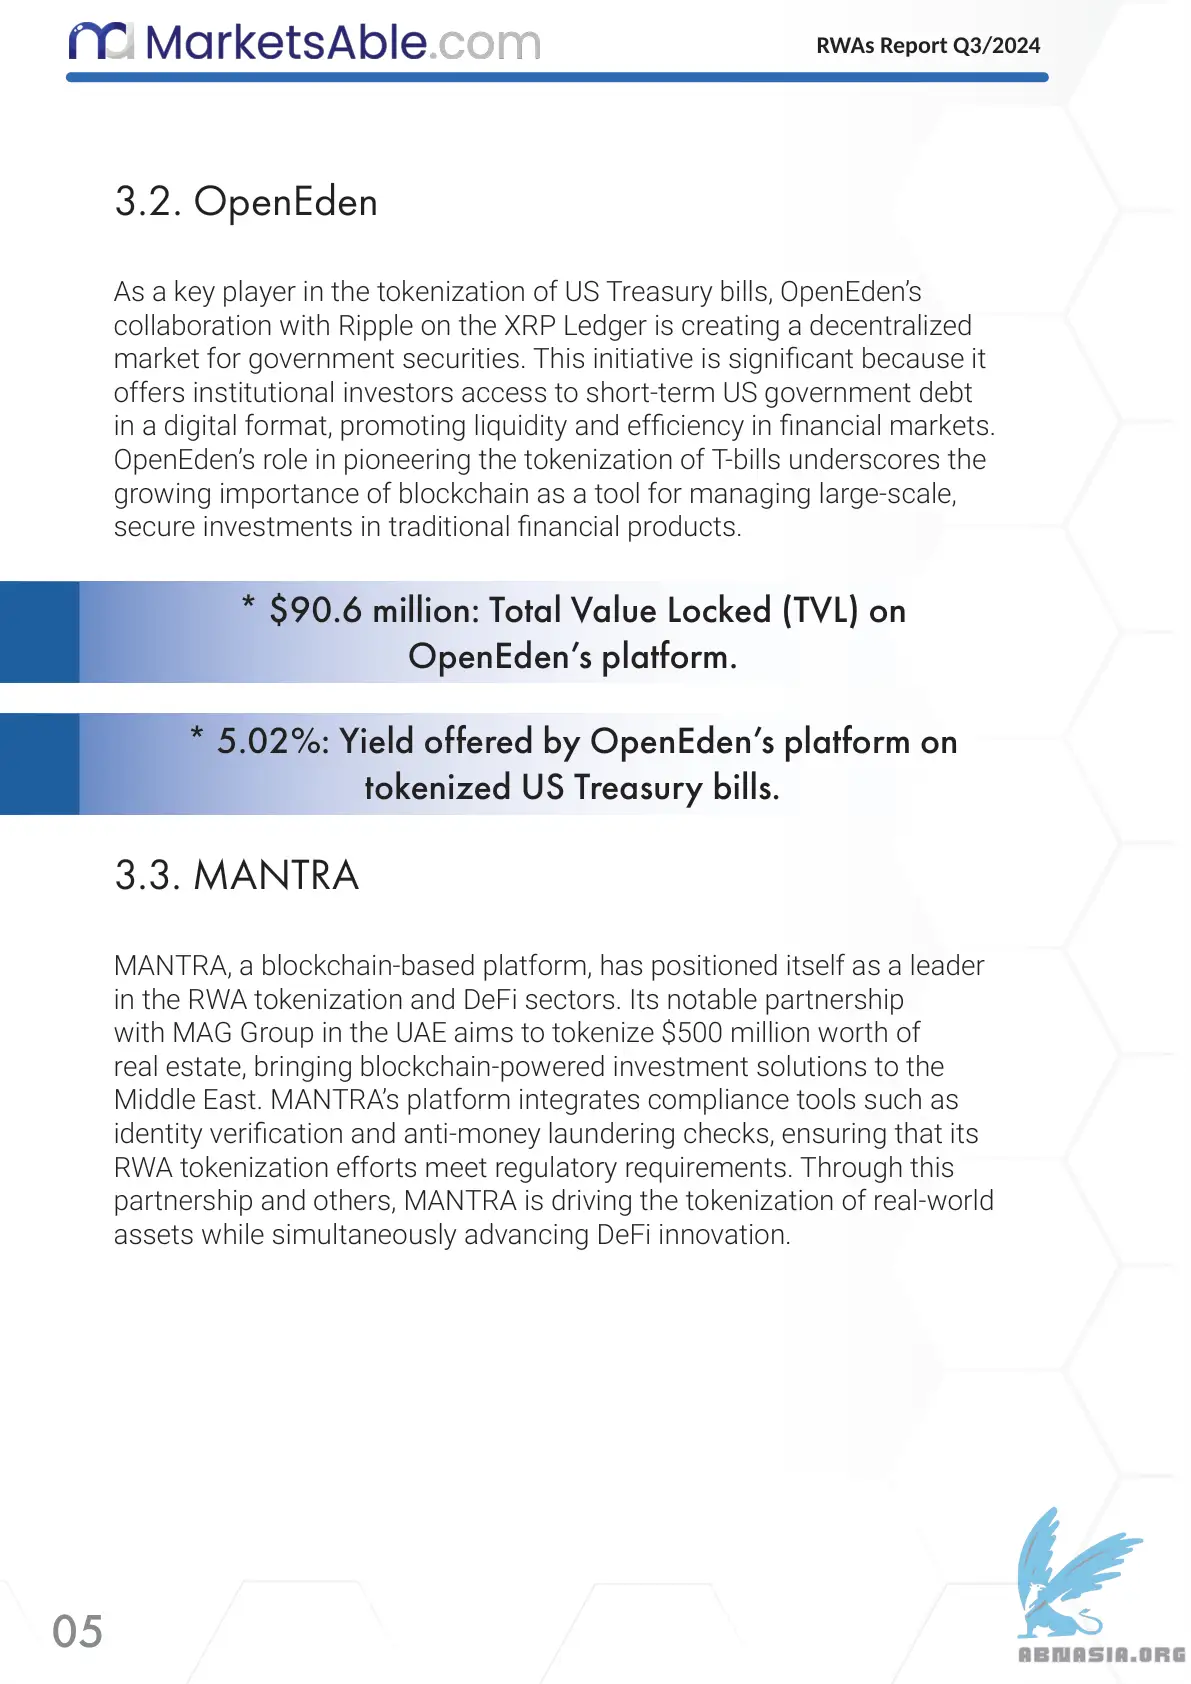 MarketsAble.com
RWAs Report Q3/2024
3.2. OpenEden
As a key player in the tokenization of US Treasury bills, OpenEden’s
collaboration with Ripple on the XRP Ledger is creating a decentralized
market for government securities. This initiative is significant because it
offers institutional investors access to short-term US government debt
in a digital format, promoting liquidity and efficiency in financial markets.
OpenEden’s role in pioneering the tokenization of T-bills underscores the
growing importance of blockchain as a tool for managing large-scale,
secure investments in traditional financial products.
* $90.6 million: Total Value Locked (TVL) on
OpenEden’s platform.
* 5.02%: Yield offered by OpenEden’s platform on
tokenized US Treasury bills.
3.3. MANTRA
MANTRA, a blockchain-based platform, has positioned itself as a leader
in the RWA tokenization and DeFi sectors. Its notable partnership
with MAG Group in the UAE aims to tokenize $500 million worth of
real estate, bringing blockchain-powered investment solutions to the
Middle East. MANTRA’s platform integrates compliance tools such as
identity verification and anti-money laundering checks, ensuring that its
RWA tokenization efforts meet regulatory requirements. Through this
partnership and others, MANTRA is driving the tokenization of real-world
assets while simultaneously advancing DeFi innovation.
05
ABNASIA.ORG